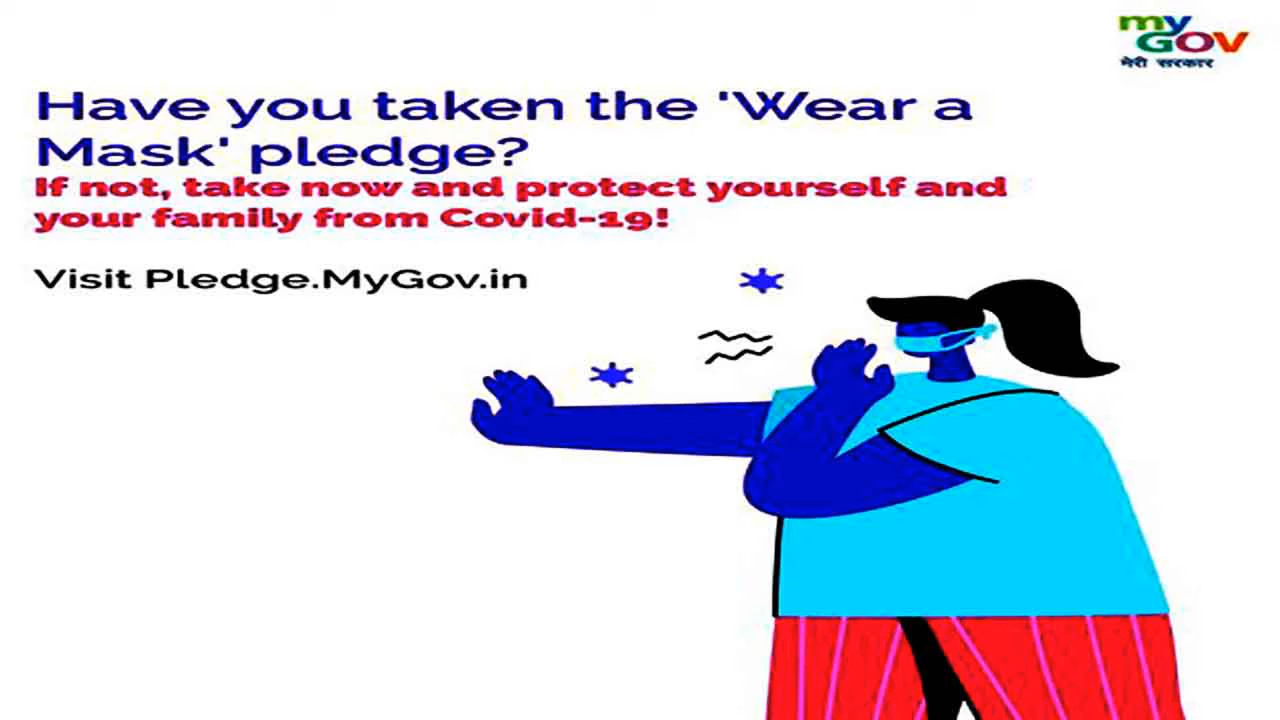 my
GOV
मेरी सरकार
Have you taken the 'Wear a
Mask' pledge?
If not, take now and protect yourself and
your family from Covid-19!
Visit Pledge.MyGov.in